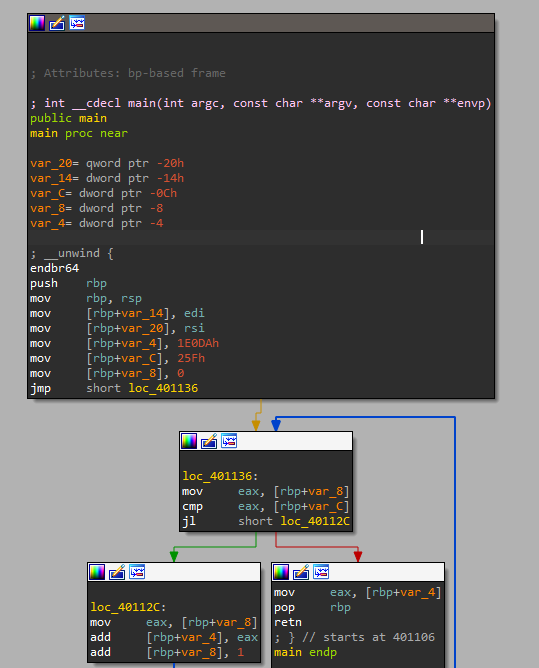 ; Attributes: bp-based frame
; int __cdecl main(int argc, const char **argv, const char **envp)
public main
main proc near
var_20= qword ptr -20h
var_14= dword ptr -14h
var_C= dword ptr -0Ch
var_8= dword ptr -8
var_4= dword ptr -4
; __unwind {
endbr64
push rbp
mov rbp, rsp
mov [rbp+var_14], edi
mov [rbp+var_20], rsi
mov [rbp+var_4], 1E0DAh
mov [rbp+var_C], 25Fh
mov [rbp+var_8], 0
jmp short loc_401136
loc_401136:
mov eax, [rbp+var_8]
cmp eax, [rbp+var_C]
jl short loc_40112C
loc_40112C:
mov eax, [rbp+var_8]
add [rbp+var_4], eax
add [rbp+var_8], 1
mov eax, [rbp+var_4]
pop rbp
retn
; } // starts at 401106
main endp